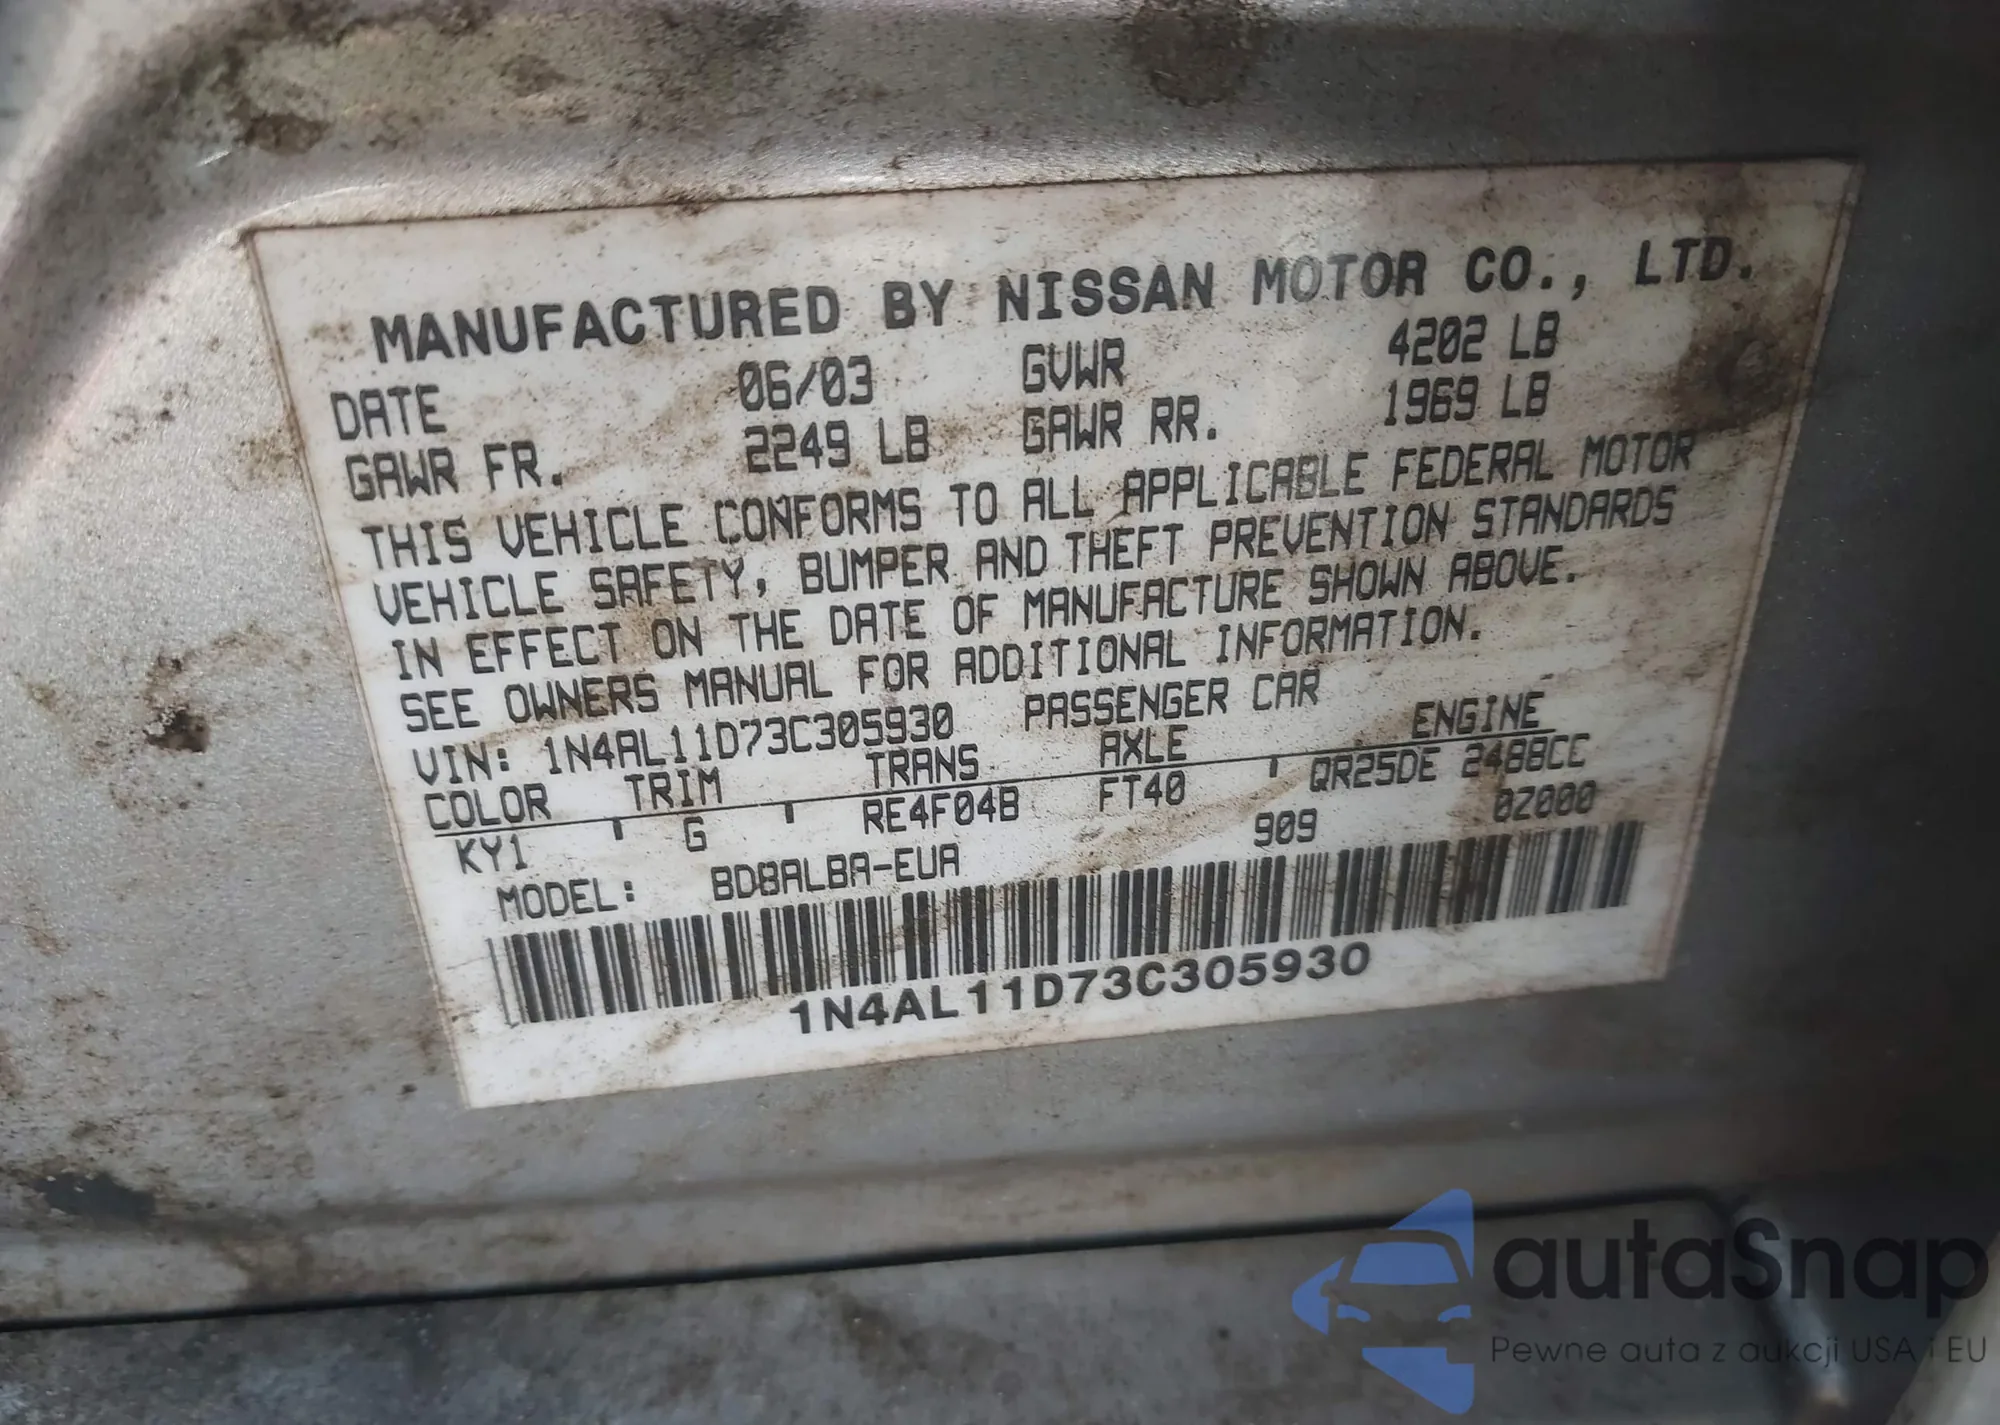 MANUFACTURED BY NISSAN MOTOR CO., LTD.
DATE 06/03 GVWR 4202 LB
GAWR FR. 2249 LB GAWR RR. 1969 LB
THIS VEHICLE CONFORMS TO ALL APPLICABLE FEDERAL MOTOR
VEHICLE SAFETY, BUMPER AND THEFT PREVENTION STANDARDS
IN EFFECT ON THE DATE OF MANUFACTURE SHOWN ABOVE.
SEE OWNERS MANUAL FOR ADDITIONAL INFORMATION.
VIN: 1N4AL11D73C305930 PASSENGER CAR
COLOR TRIM TRANS AXLE ENGINE
KY1 G RE4F04B FT40 QR25DE 2488CC
MODEL: BDBALBA-EUA 909 0Z000
1N4AL11D73C305930
autaSnap
Pewne auta z aukcji USA i EU